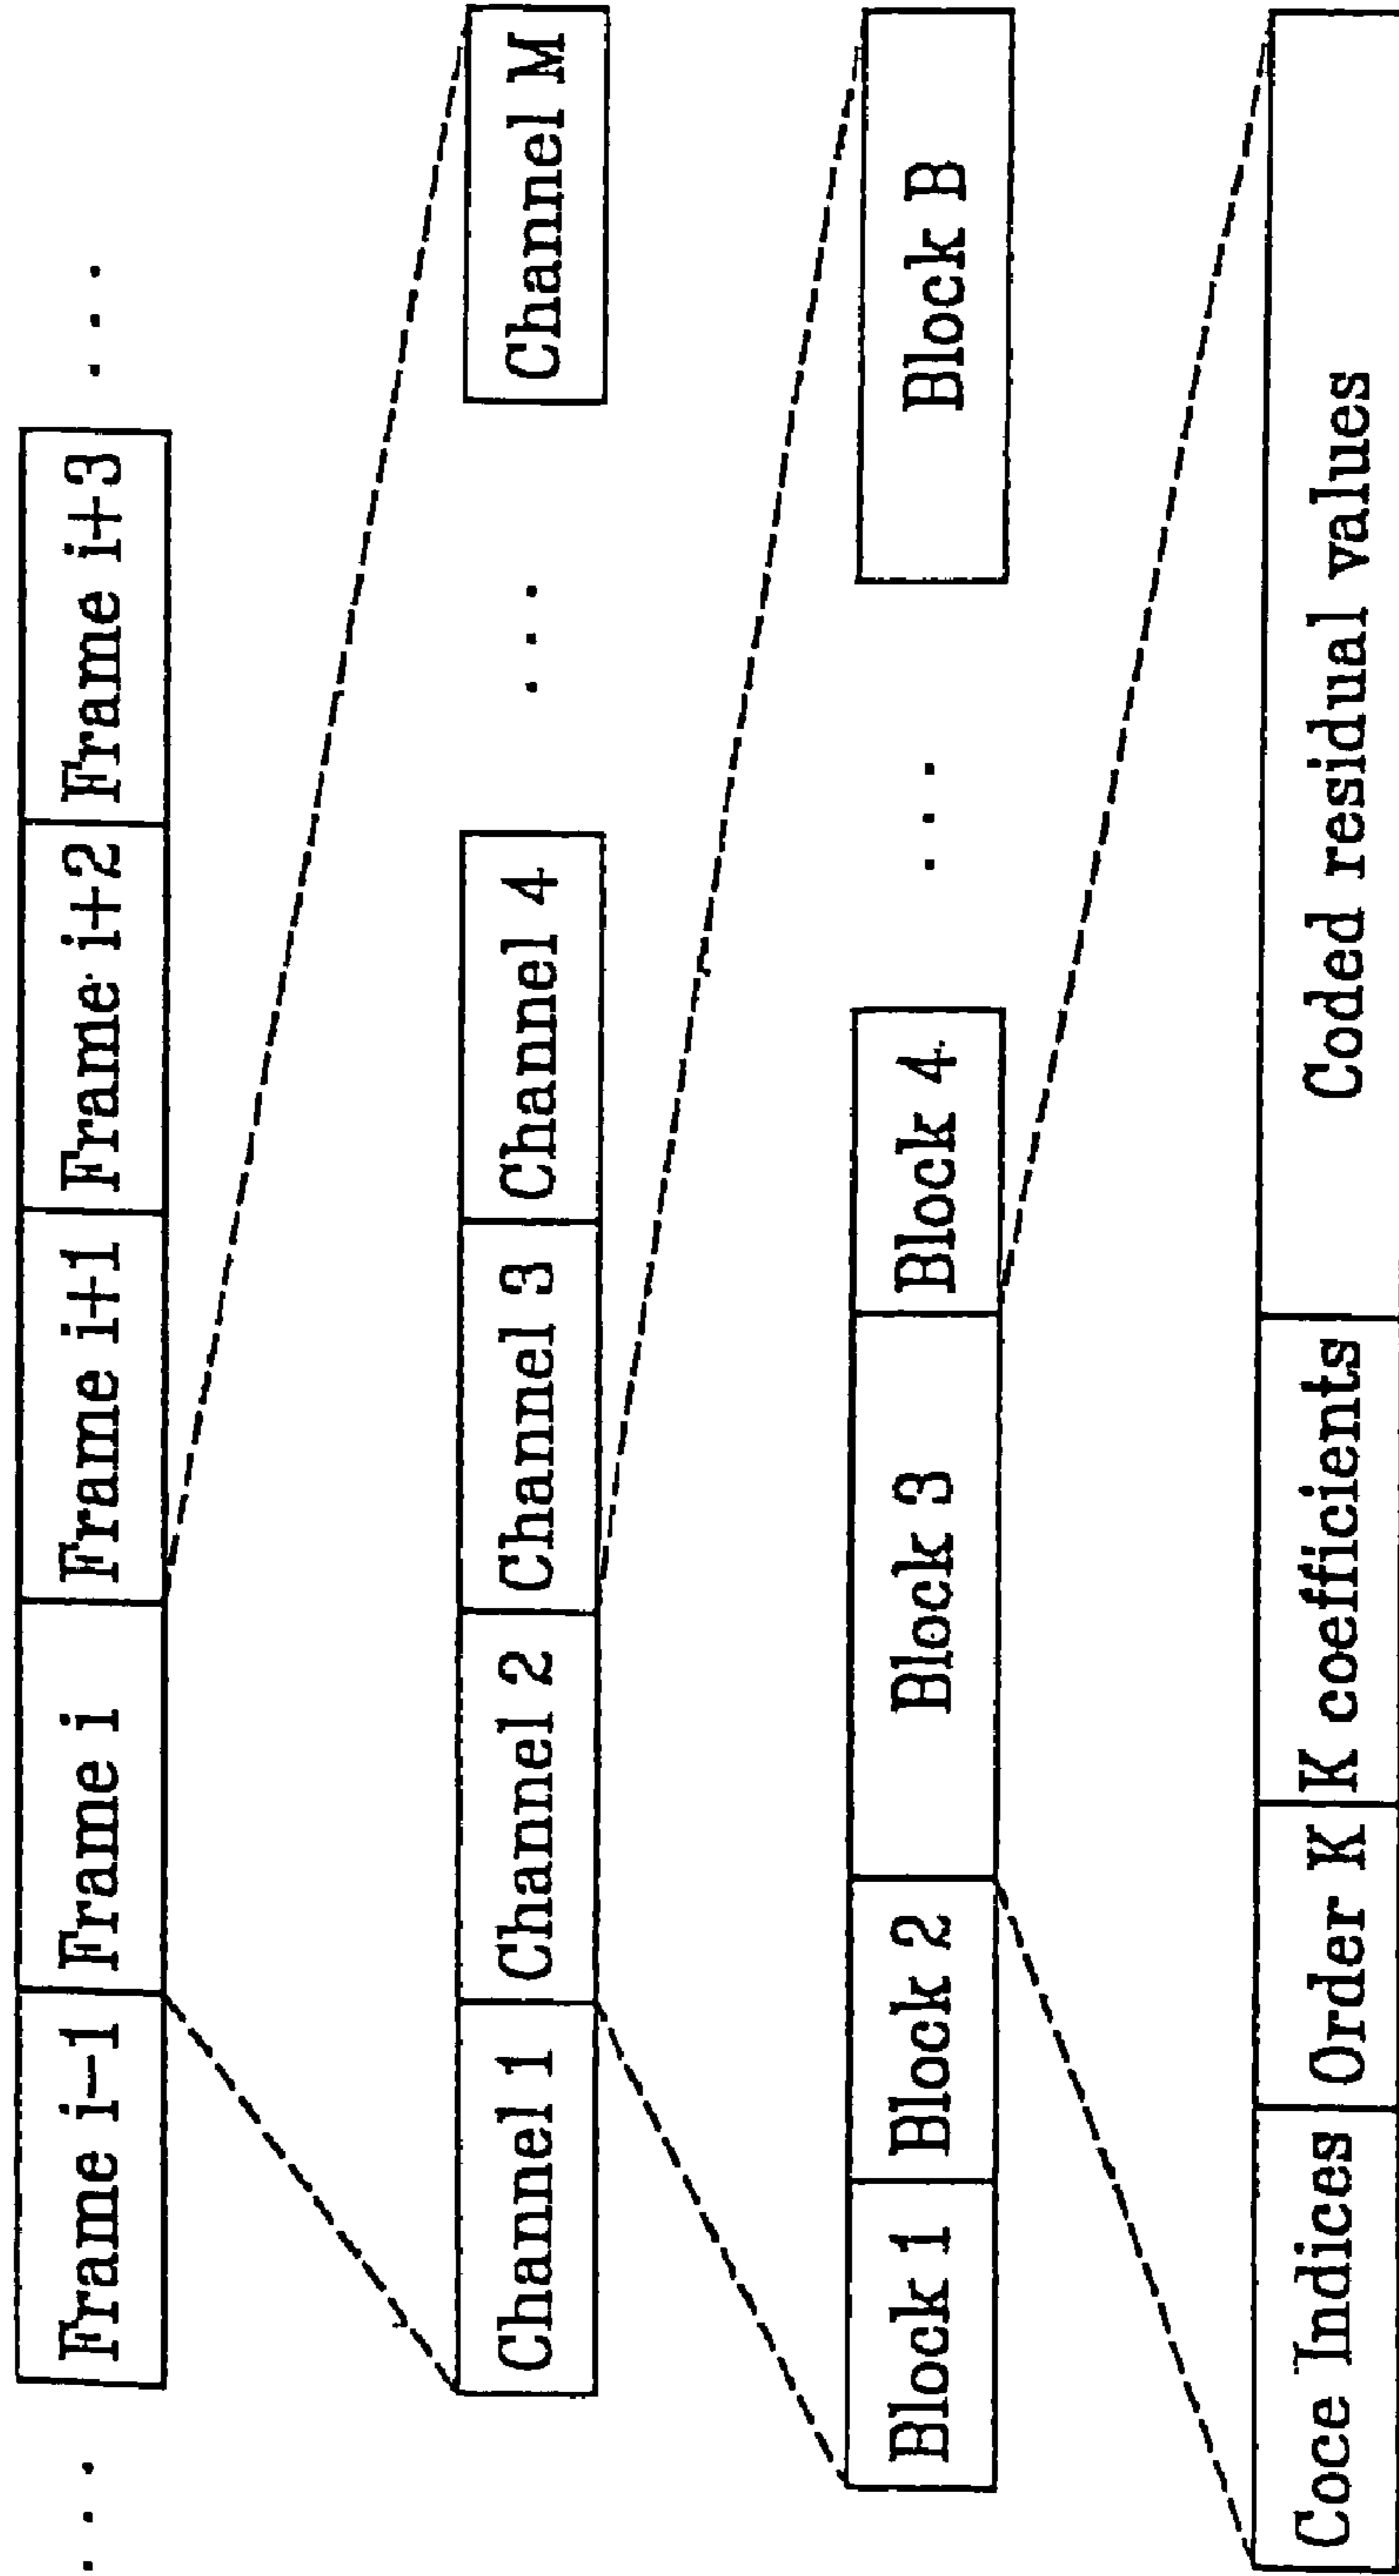 . . . Frame i-1 Frame i Frame i+1 Frame i+2 Frame i+3 . . .
Channel 1 Channel 2 Channel 3 Channel 4 . . . Channel M
Block 1 Block 2 Block 3 Block 4 . . . Block B
Coce Indices Order K K coefficients Coded residual values